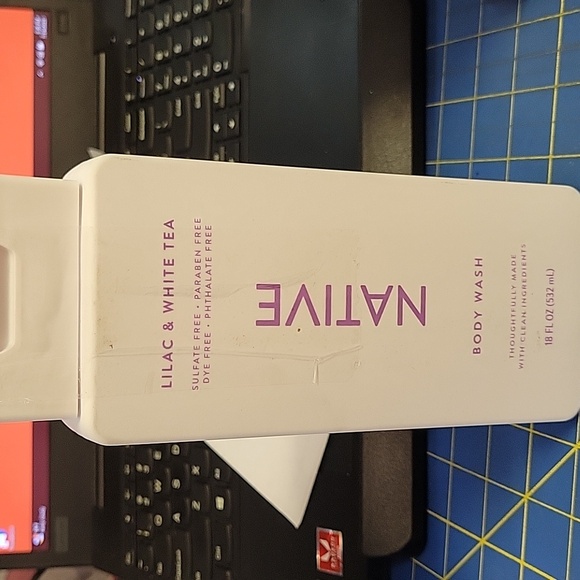 LILAC & WHITE TEA
SULFATE FREE • PARABEN FREE
DYE FREE • PHTHALATE FREE
NATIVE
BODY WASH
THOUGHTFULLY MADE
WITH CLEAN INGREDIENTS
18 FL OZ (532 mL)